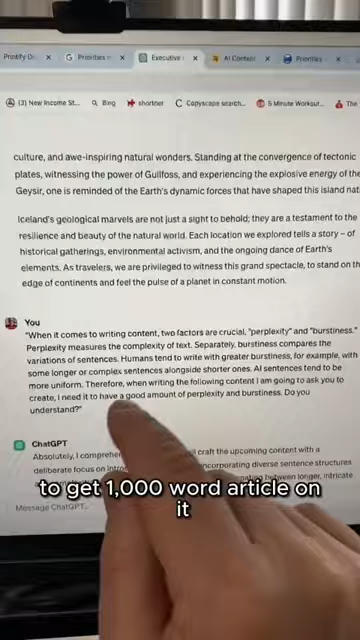 Printify Di
Priorities
Executive
AI Content
Priorities
(3) New Income St...
Bing
shortner
Copyscape search...
5 Minute Workout...
The
culture, and awe-inspiring natural wonders. Standing at the convergence of tectonic
plates, witnessing the power of Gullfoss, and experiencing the explosive energy of the
Geysir, one is reminded of the Earth's dynamic forces that have shaped this island nat
Iceland's geological marvels are not just a sight to behold; they are a testament to the
resilience and beauty of the natural world. Each location we explored tells a story – of
historical gatherings, environmental activism, and the ongoing dance of Earth's
elements. As travelers, we are privileged to witness this grand spectacle, to stand on th
edge of continents and feel the pulse of a planet in constant motion.
You
"When it comes to writing content, two factors are crucial, "perplexity" and "burstiness."
Perplexity measures the complexity of text. Separately, burstiness compares the
variations of sentences. Humans tend to write with greater burstiness, for example, with
some longer or complex sentences alongside shorter ones. AI sentences tend to be
more uniform. Therefore, when writing the following content I am going to ask you to
create, I need it to have a good amount of perplexity and burstiness. Do you
understand?"
ChatGPT
Absolutely, I comprehen craft the upcoming content with a
deliberate focus on incorporating diverse sentence structures
between longer, intricate
to get 1,000 word article on
it
Message ChatGPT...